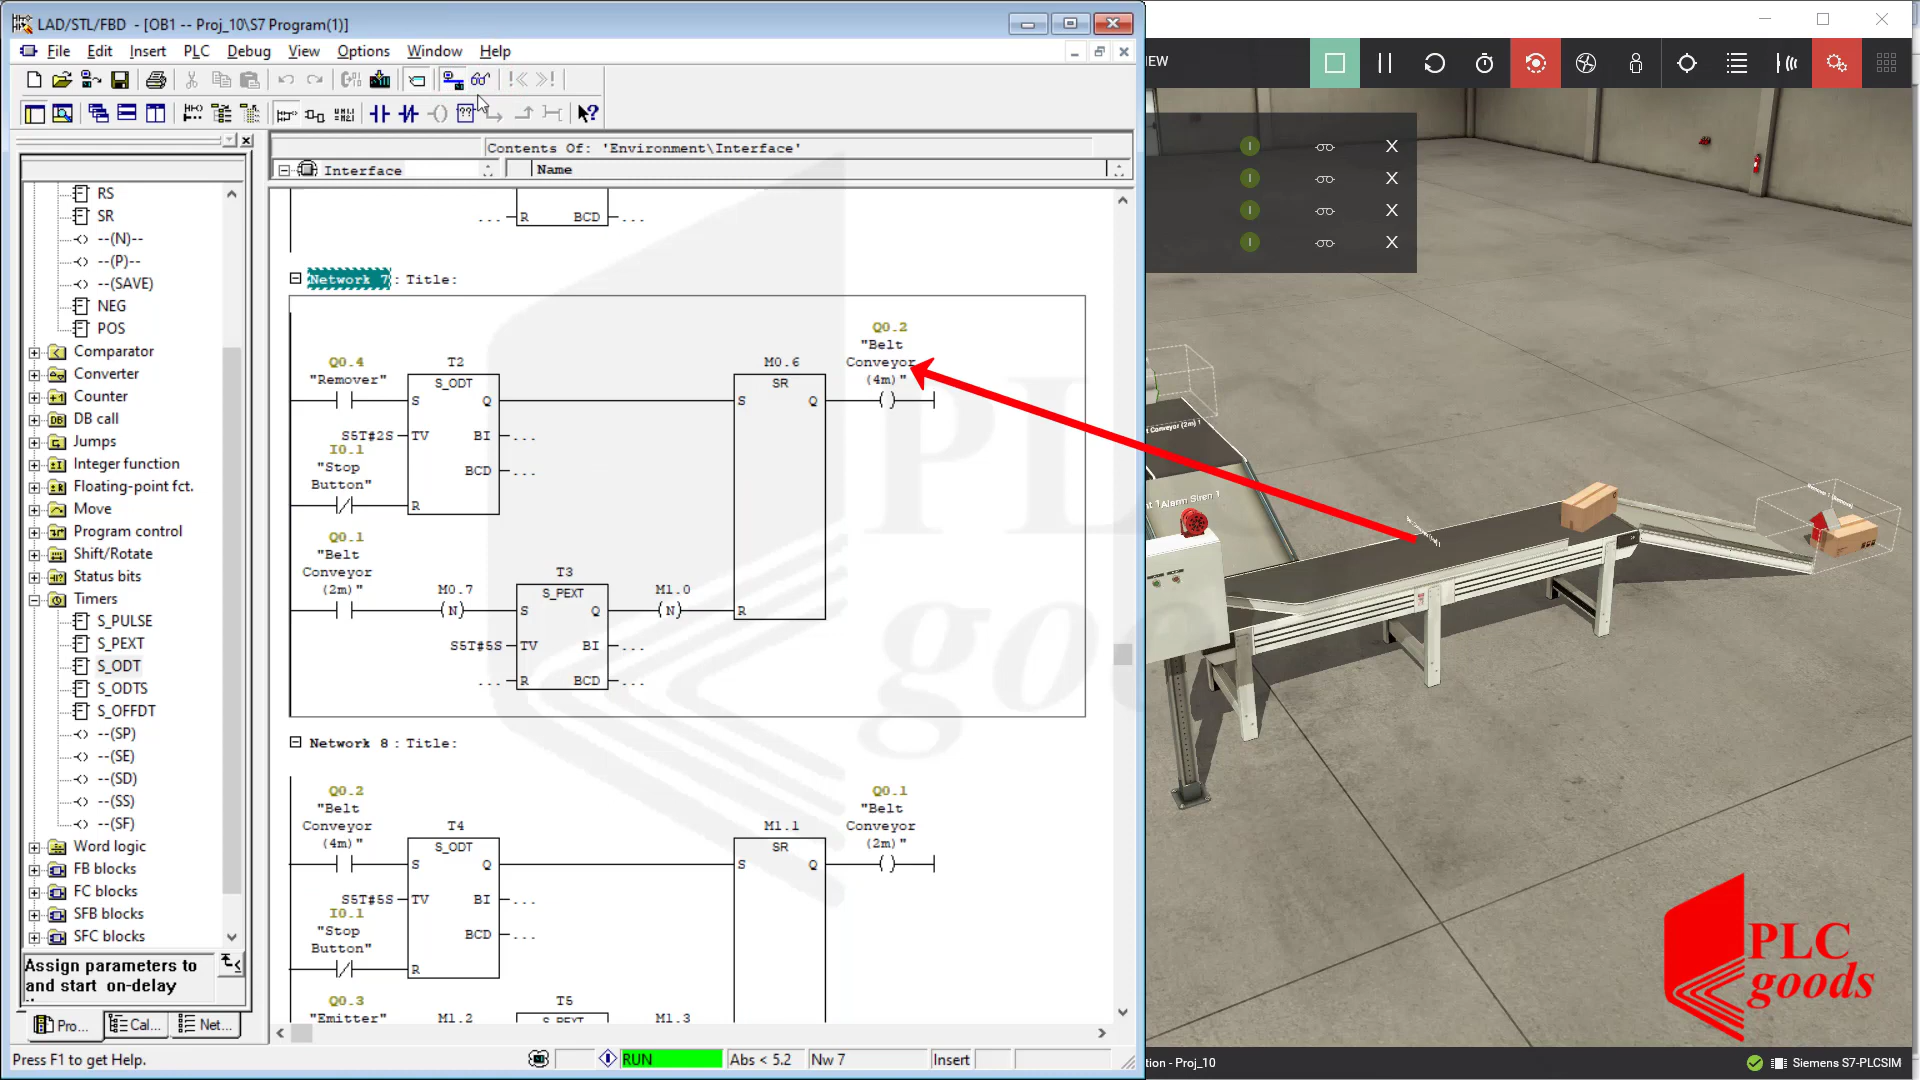 LAD/STL/FBD - [OB1 -- Proj_10\S7 Program(1)]
File Edit Insert PLC Debug View Options Window Help
EW
RS
SR
--(N)--
--(P)--
--(SAVE)
NEG
POS
Comparator
Converter
Counter
DB call
Jumps
Integer function
Floating-point fct.
Move
Program control
Shift/Rotate
Status bits
Timers
S_PULSE
S_PEXT
S_ODT
S_ODTS
S_OFFDT
--(SP)
--(SE)
--(SD)
--(SS)
--(SF)
Word logic
FB blocks
FC blocks
SFB blocks
SFC blocks
Assign parameters to
and start on-delay
Pro... Cal... Net...
Contents Of: 'Environment\Interface'
Interface Name
... R BCD ...
Network 7 : Title:
Q0.2
"Belt
Conveyor
(4m)"
Q0.4 T2 M0.6
"Remover" S_ODT SR
S Q S Q ( )
S5T#2S TV BI ...
I0.1
"Stop
Button"
BCD ...
R
Q0.1
"Belt
Conveyor
(2m)"
M0.7 T3 M1.0
(N) S_PEXT (N)
S Q R
S5T#5S TV BI ...
... R BCD ...
Network 8 : Title:
Q0.2
"Belt
Conveyor
(4m)"
Q0.1
"Belt
Conveyor
(2m)"
T4 M1.1
S_ODT SR
S Q S Q ( )
S5T#5S TV BI ...
I0.1
"Stop
Button"
BCD ...
R
Q0.3 T5
"Emitter" M1.2 S_PEXT M1.3
Press F1 to get Help. RUN Abs < 5.2 Nw 7 Insert
I X
I X
I X
I X
Conveyor (2m) 1
Alarm Siren 1
PLC
goods
PLC
goods
tion - Proj_10 Siemens S7-PLCSIM